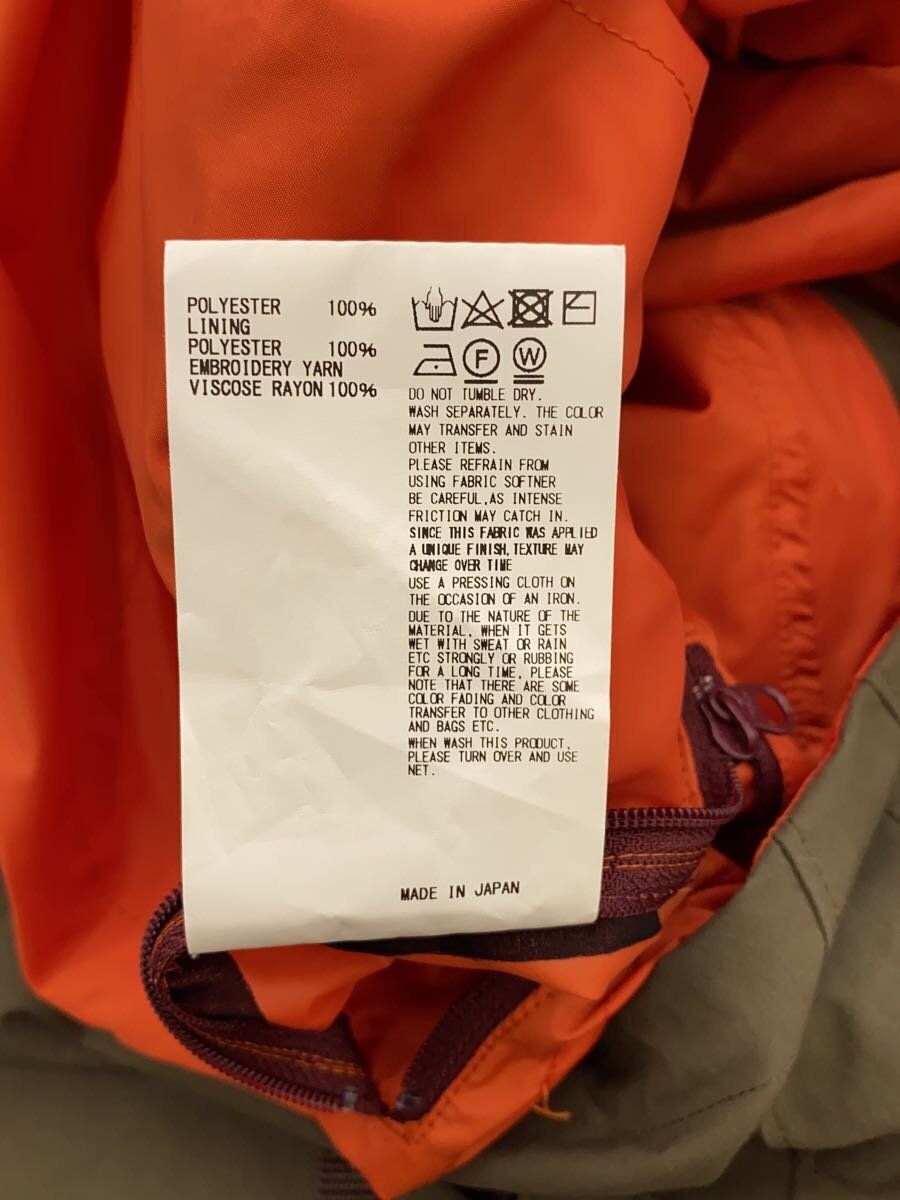 POLYESTER 100%
LINING
POLYESTER 100%
EMBROIDERY YARN
VISCOSE RAYON 100%
F W
DO NOT TUMBLE DRY.
WASH SEPARATELY. THE COLOR
MAY TRANSFER AND STAIN
OTHER ITEMS.
PLEASE REFRAIN FROM
USING FABRIC SOFTNER
BE CAREFUL,AS INTENSE
FRICTION MAY CATCH IN.
SINCE THIS FABRIC WAS APPLIED
A UNIQUE FINISH, TEXTURE MAY
CHANGE OVER TIME
USE A PRESSING CLOTH ON
THE OCCASION OF AN IRON.
DUE TO THE NATURE OF THE
MATERIAL, WHEN IT GETS
WET WITH SWEAT OR RAIN
ETC STRONGLY OR RUBBING
FOR A LONG TIME, PLEASE
NOTE THAT THERE ARE SOME
COLOR FADING AND COLOR
TRANSFER TO OTHER CLOTHING
AND BAGS ETC.
WHEN WASH THIS PRODUCT,
PLEASE TURN OVER AND USE
NET.
MADE IN JAPAN